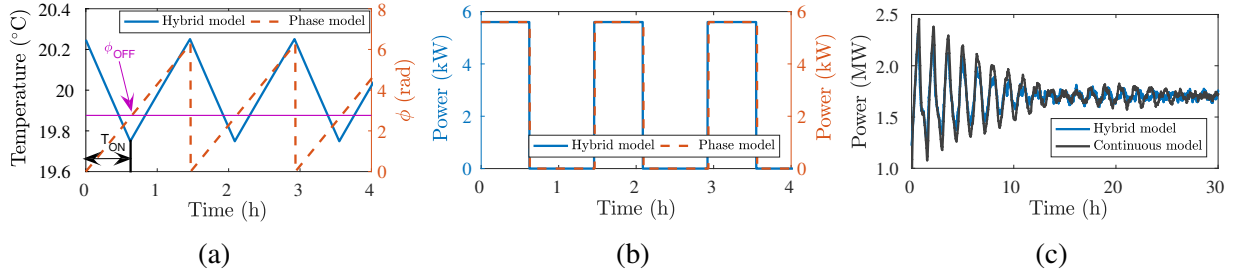 Hybrid model Phase model
Temperature (°C)
20.4
20.2
20
19.8
19.6
ϕOFF
TON
8
6
4
2
0
ϕ (rad)
0 1 2 3 4
Time (h)
(a)
Power (kW)
6
4
2
0
Hybrid model Phase model
6
4
2
0
Power (kW)
0 1 2 3 4
Time (h)
(b)
Power (MW)
2.5
2.0
1.5
1.0
Hybrid model
Continuous model
0 10 20 30
Time (h)
(c)